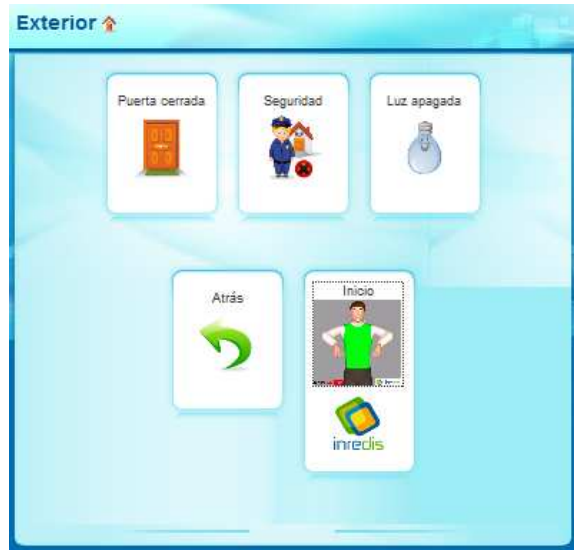 Exterior
Puerta cerrada
Seguridad
Luz apagada
Atrás
Inicio
inredis